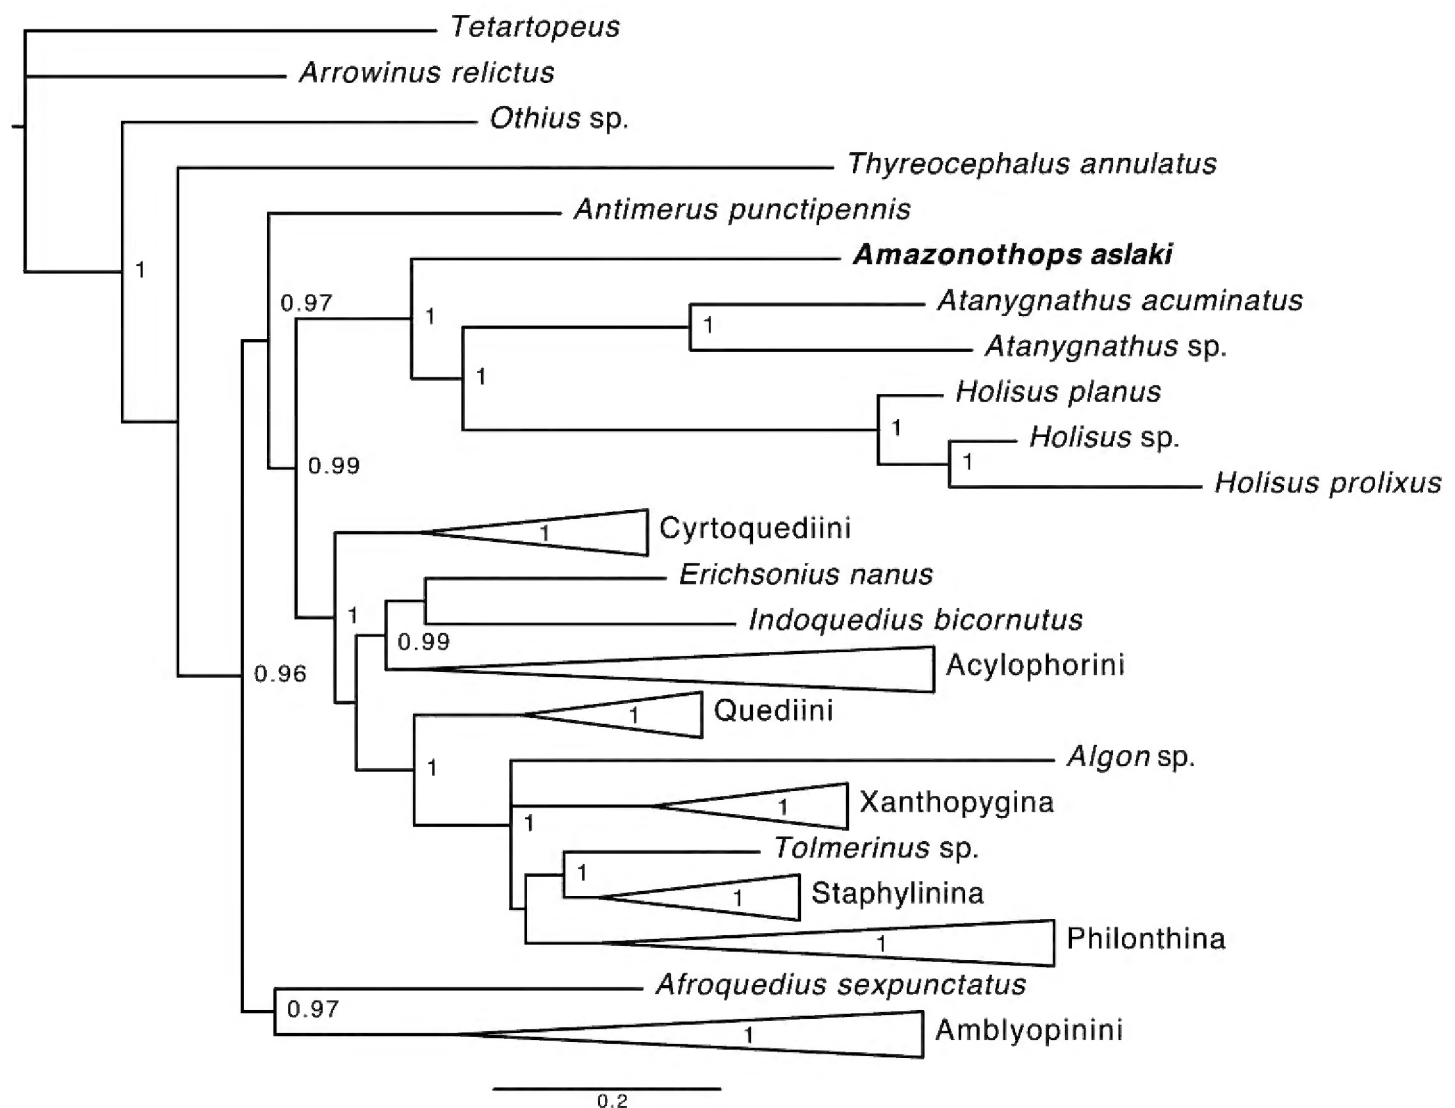 Tetartopeus
Arrowinus relictus
Othius sp.
Thyreocephalus annulatus
1
Antimerus punctipennis
Amazonothops aslaki
0.97
Atanygnathus acuminatus
1
1
Atanygnathus sp.
1
Holisus planus
1
Holisus sp.
0.99
1
Holisus prolixus
Cyrtoquediini
1
Erichsonius nanus
1
Indoquedius bicornutus
0.99
Acylophorini
0.96
Quediini
1
Algon sp.
1
Xanthopygina
1
1
Tolmerinus sp.
1
Staphylinina
1
Philonthina
1
Afroquedius sexpunctatus
0.97
Amblyopinini
1
0.2